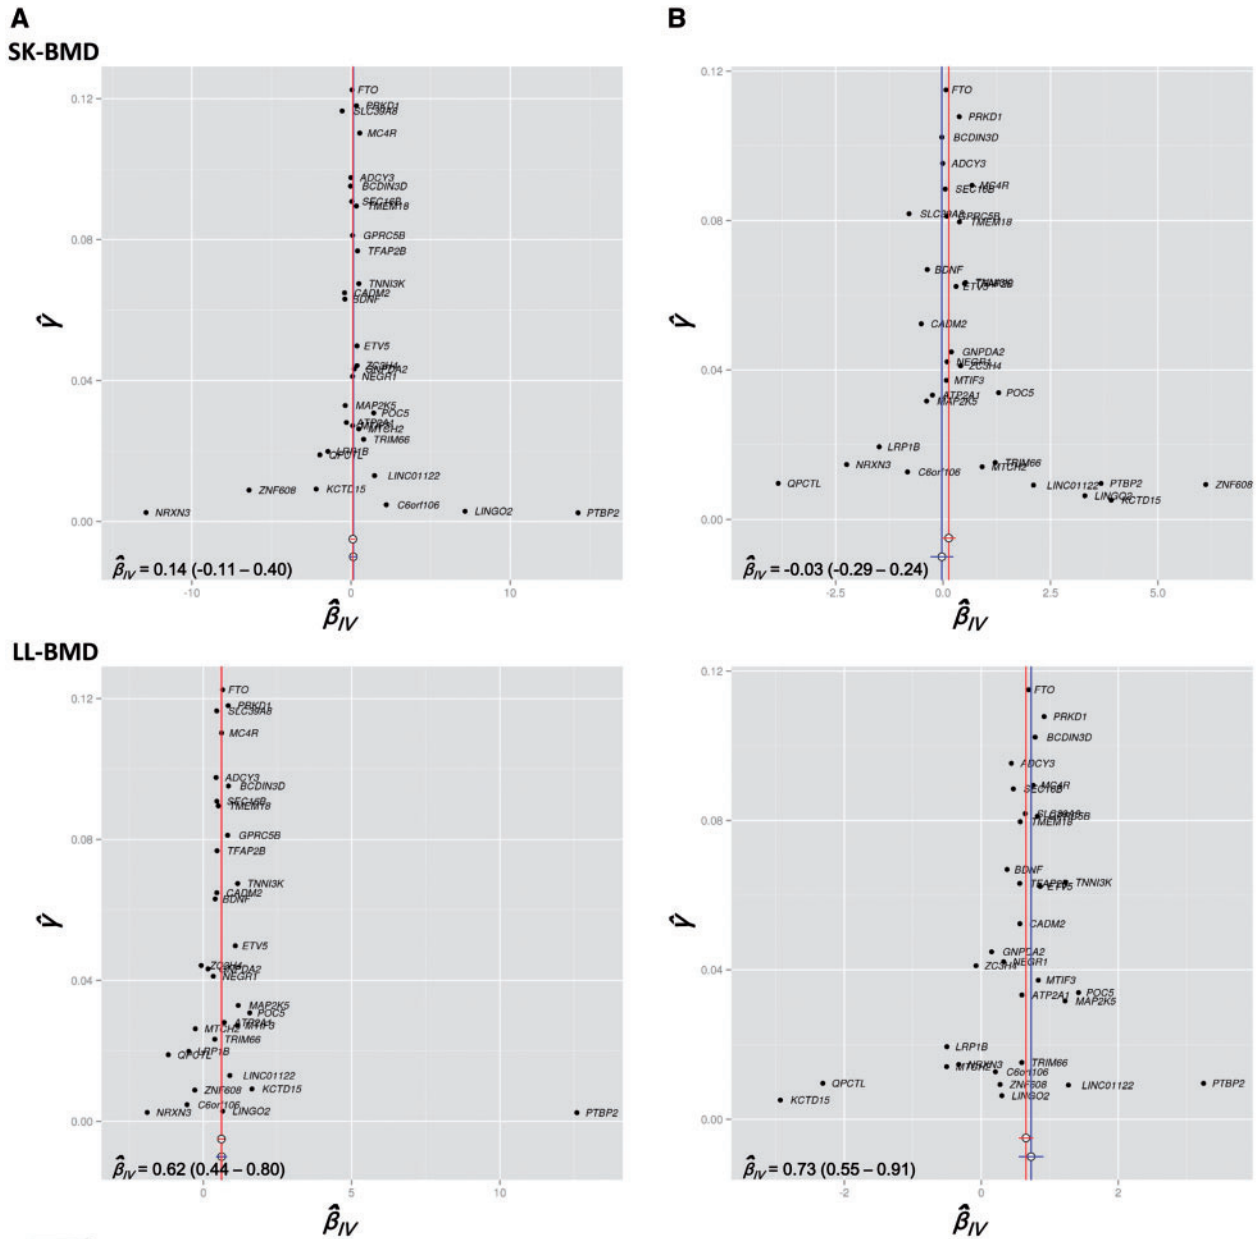 A
B
SK-BMD
FTO
PRKD1
SLC39A8
MC4R
ADCY3
BCDIN3D
SEC16B
TMEM18
GPRC5B
TFAP2B
TNNI3K
CADM2
BDNF
ETV5
ZC3H4
GNPDA2
NEGR1
MAP2K5
POC5
ATP2A1
MTCH2
TRIM66
LRP1B
QPCTL
LINC01122
ZNF608
KCTD15
C6orf106
LINGO2
NRXN3
PTBP2
0.12
0.08
0.04
0.00
γ̂
β̂IV = 0.14 (-0.11 – 0.40)
-10
0
10
β̂IV
FTO
PRKD1
BCDIN3D
ADCY3
MC4R
SEC16B
SLC39A8
GPRC5B
TMEM18
BDNF
TNNI3K
ETV5
CADM2
GNPDA2
NEGR1
ZC3H4
MTIF3
ATP2A1
POC5
MAP2K5
LRP1B
NRXN3
TRIM66
MTCH2
C6orf106
QPCTL
LINC01122
PTBP2
ZNF608
LINGO2
KCTD15
0.12
0.08
0.04
0.00
γ̂
β̂IV = -0.03 (-0.29 – 0.24)
-2.5
0.0
2.5
5.0
β̂IV
LL-BMD
FTO
PRKD1
SLC39A8
MC4R
ADCY3
BCDIN3D
SEC16B
TMEM18
GPRC5B
TFAP2B
TNNI3K
CADM2
BDNF
ETV5
ZC3H4
GNPDA2
NEGR1
MAP2K5
POC5
ATP2A1
MTIF3
MTCH2
TRIM66
LRP1B
QPCTL
LINC01122
ZNF608
KCTD15
C6orf106
NRXN3
LINGO2
PTBP2
0.12
0.08
0.04
0.00
γ̂
β̂IV = 0.62 (0.44 – 0.80)
0
5
10
β̂IV
FTO
PRKD1
BCDIN3D
ADCY3
MC4R
SEC16B
SLC39A8
GPRC5B
TMEM18
BDNF
TFAP2B
TNNI3K
ETV5
CADM2
GNPDA2
NEGR1
ZC3H4
MTIF3
ATP2A1
POC5
MAP2K5
LRP1B
NRXN3
MTCH2
TRIM66
C6orf106
QPCTL
ZNF608
LINC01122
PTBP2
LINGO2
KCTD15
0.12
0.08
0.04
0.00
γ̂
β̂IV = 0.73 (0.55 – 0.91)
-2
0
2
β̂IV